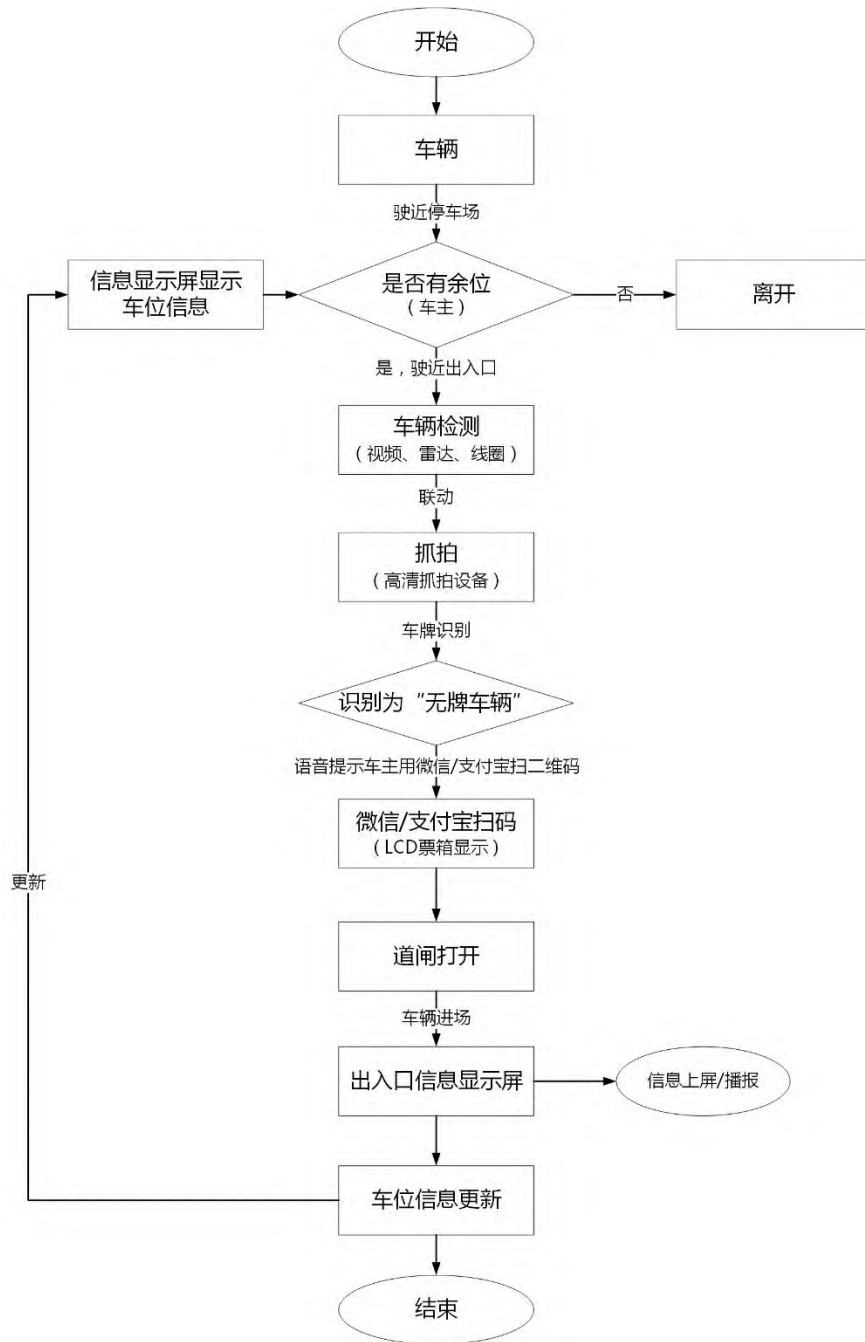 开始
车辆
驶近停车场
信息显示屏显示
车位信息
是否有余位
（车主）
否
离开
是，驶近出入口
车辆检测
（视频、雷达、线圈）
联动
抓拍
（高清抓拍设备）
车牌识别
识别为“无牌车辆”
语音提示车主用微信/支付宝扫二维码
微信/支付宝扫码
（LCD票箱显示）
更新
道闸打开
车辆进场
出入口信息显示屏
信息上屏/播报
车位信息更新
结束